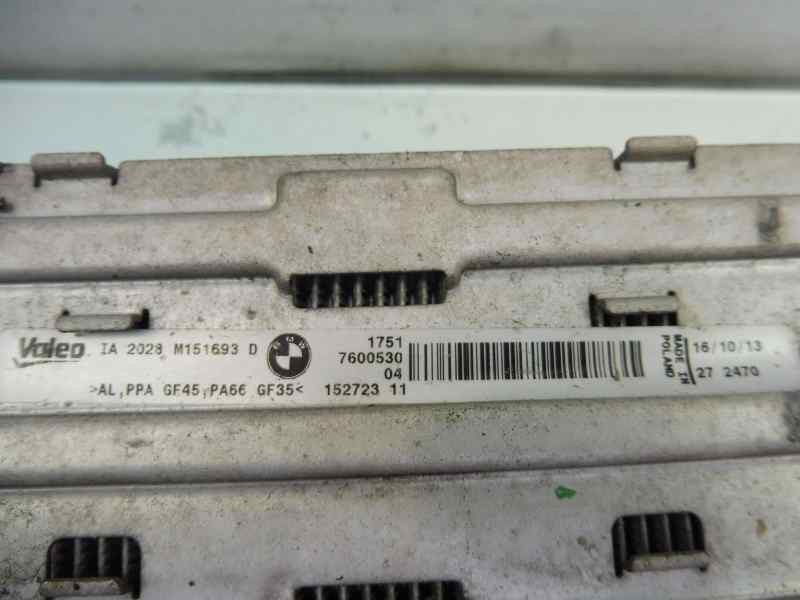 Valeo IA 2028 M151693 D BMW 1751
7600530
04
>AL,PPA GF45,PA66 GF35< 152723 11
MADE IN
POLAND
16/10/13
27 2470